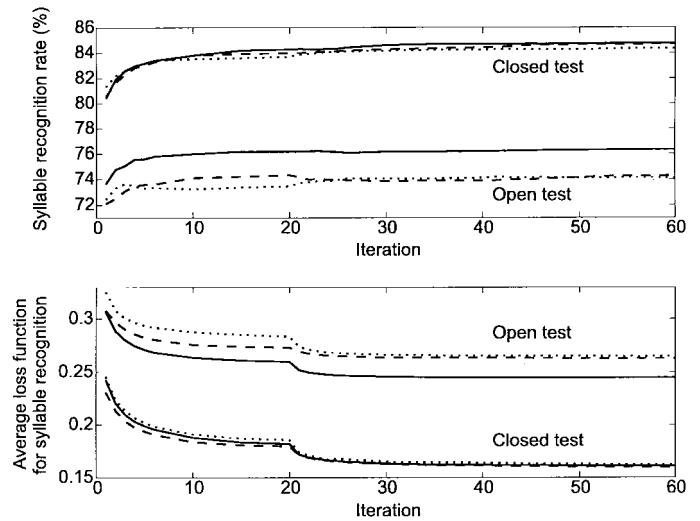 Syllable recognition rate (%)
86
84
82
80
78
76
74
72
Closed test
Open test
0 10 20 30 40 50 60
Iteration
Average loss function
for syllable recognition
0.3
0.25
0.2
0.15
Open test
Closed test
0 10 20 30 40 50 60
Iteration